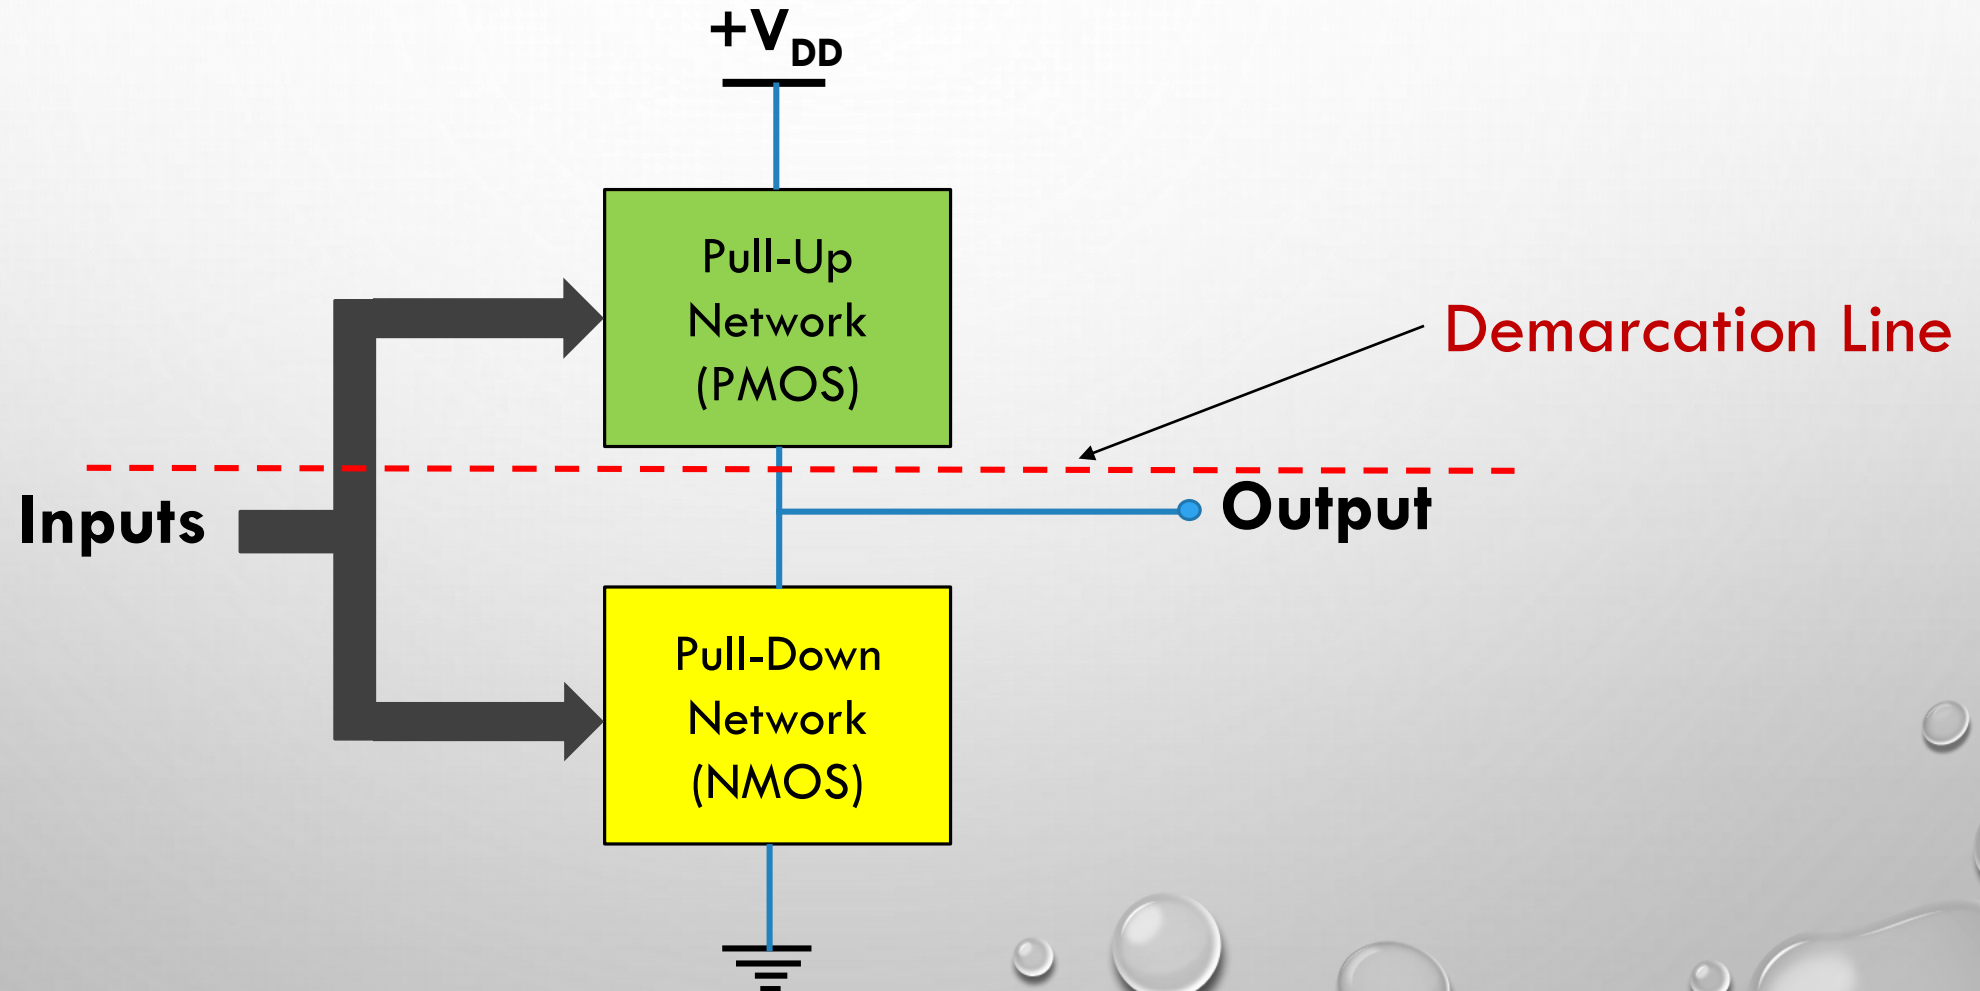 +VDD
Pull-Up
Network
(PMOS)
Demarcation Line
Inputs
Output
Pull-Down
Network
(NMOS)